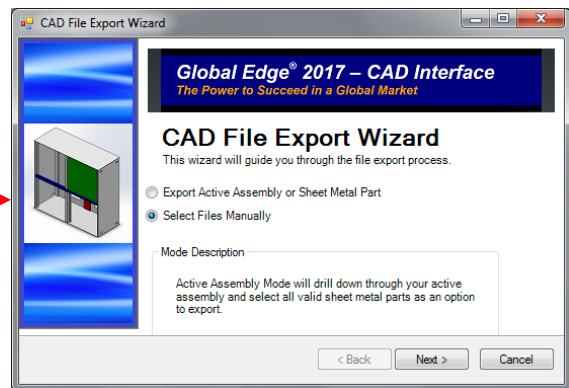 CAD File Export Wizard
Global Edge® 2017 – CAD Interface
The Power to Succeed in a Global Market
CAD File Export Wizard
This wizard will guide you through the file export process.
Export Active Assembly or Sheet Metal Part
Select Files Manually
Mode Description
Active Assembly Mode will drill down through your active
assembly and select all valid sheet metal parts as an option
to export.
< Back
Next >
Cancel